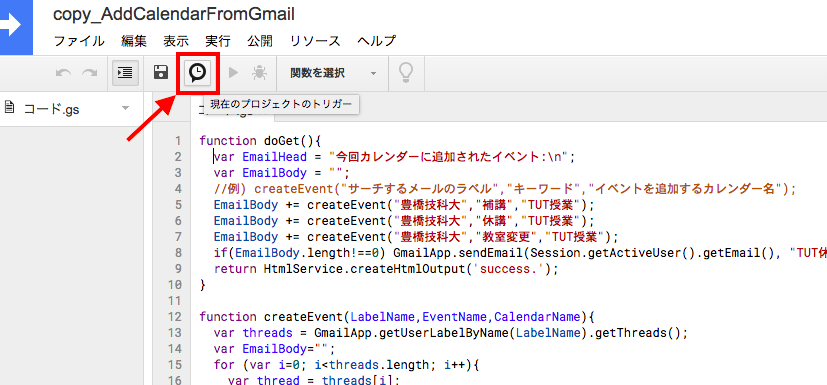 copy_AddCalendarFromGmail
ファイル 編集 表示 実行 公開 リソース ヘルプ
関数を選択
コード.gs
現在のプロジェクトのトリガー
1 function doGet(){
2 var EmailHead = "今回カレンダーに追加されたイベント:\n";
3 var EmailBody = "";
4 //例) createEvent("サーチするメールのラベル","キーワード","イベントを追加するカレンダー名");
5 EmailBody += createEvent("豊橋技科大","補講","TUT授業");
6 EmailBody += createEvent("豊橋技科大","休講","TUT授業");
7 EmailBody += createEvent("豊橋技科大","教室変更","TUT授業");
8 if(EmailBody.length!==0) GmailApp.sendEmail(Session.getActiveUser().getEmail(), "TUT休
9 return HtmlService.createHtmlOutput('success.');
10 }
11
12 function createEvent(LabelName,EventName,CalendarName){
13 var threads = GmailApp.getUserLabelByName(LabelName).getThreads();
14 var EmailBody="";
15 for (var i=0; i<threads.length; i++){
16 var thread = threads[i];